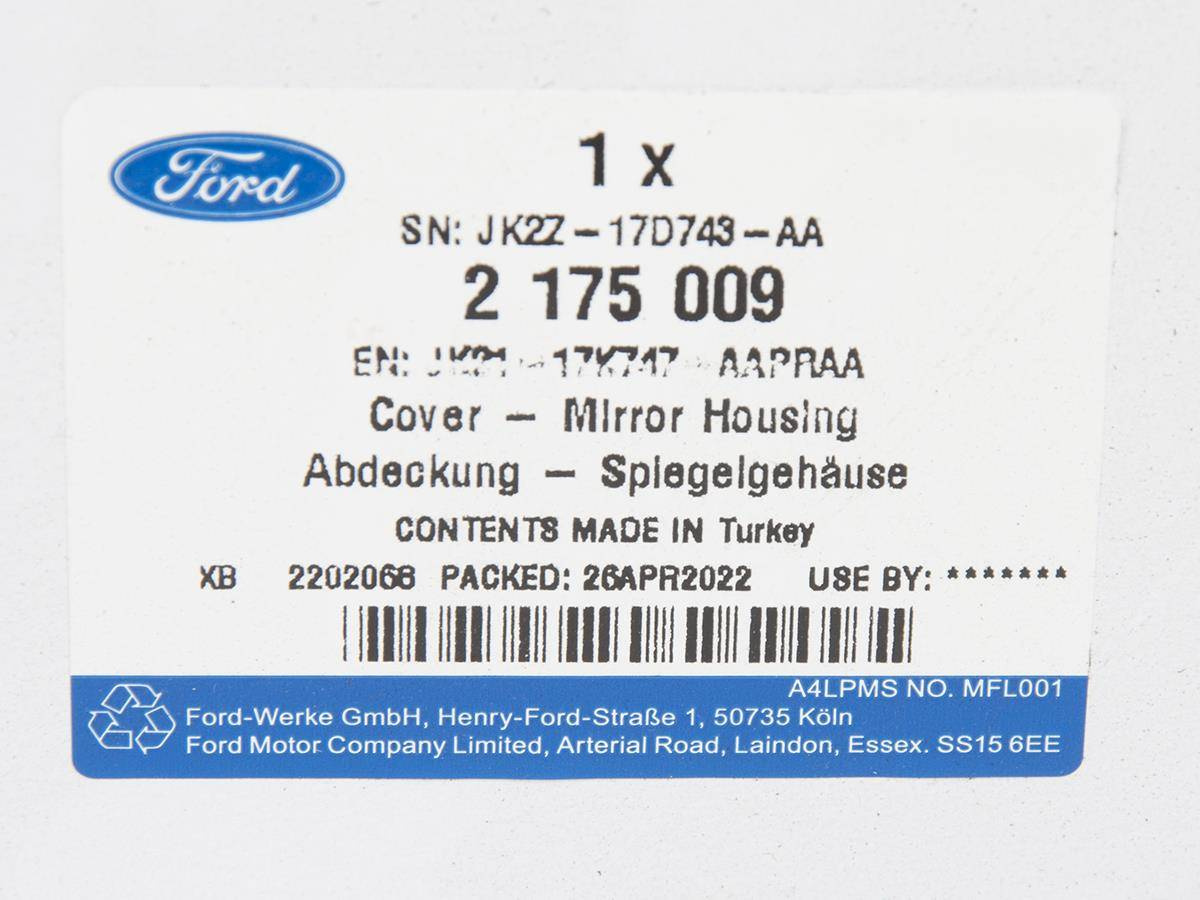 Ford
1 x
SN: JK2Z-17D743-AA
2 175 009
EN: AAPRAA
Cover - Mirror Housing
Abdeckung - Spiegelgehäuse
CONTENTS MADE IN Turkey
XB 2202066 PACKED: 26APR2022 USE BY: *******
A4LPMS NO. MFL001
Ford-Werke GmbH, Henry-Ford-Straße 1, 50735 Köln
Ford Motor Company Limited, Arterial Road, Laindon, Essex. SS15 6EE